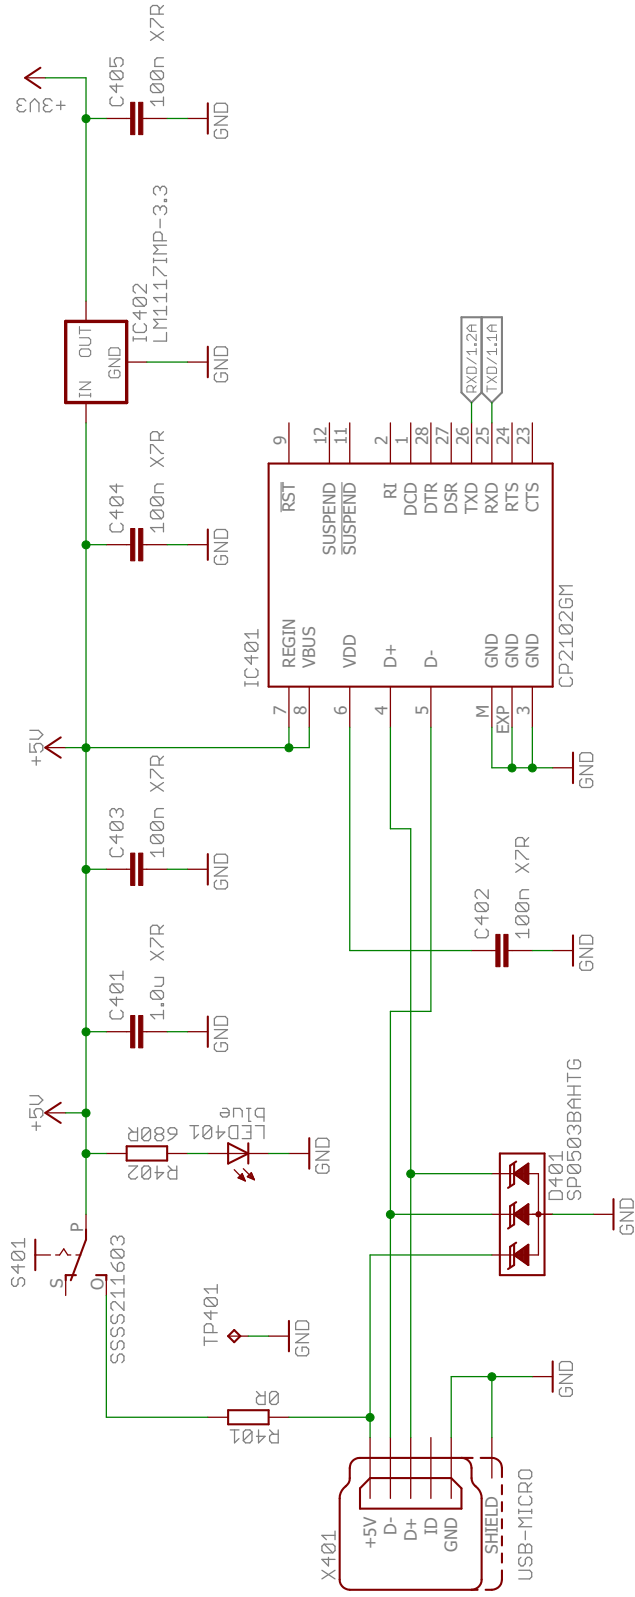 +3V3
C405
100n X7R
GND
IC402
LM1117IMP-3.3
IN
OUT
GND
GND
C404
100n X7R
GND
+5V
C403
100n X7R
GND
C401
1.0u X7R
GND
+5V
R402
680R
LED401
blue
GND
S401
SSSS211603
P
S
O
TP401
GND
R401
0R
IC401
CP2102GM
REGIN
VBUS
VDD
D+
D-
GND
GND
GND
7
8
6
4
5
M
EXP
3
GND
RST
SUSPEND
SUSPEND
RI
DCD
DTR
DSR
TXD
RXD
RTS
CTS
9
12
11
2
1
28
27
26
25
24
23
RXD/1.2A
TXD/1.1A
C402
100n X7R
GND
D401
SP0503BAHTG
GND
X401
USB-MICRO
+5V
D-
D+
ID
GND
SHIELD
GND